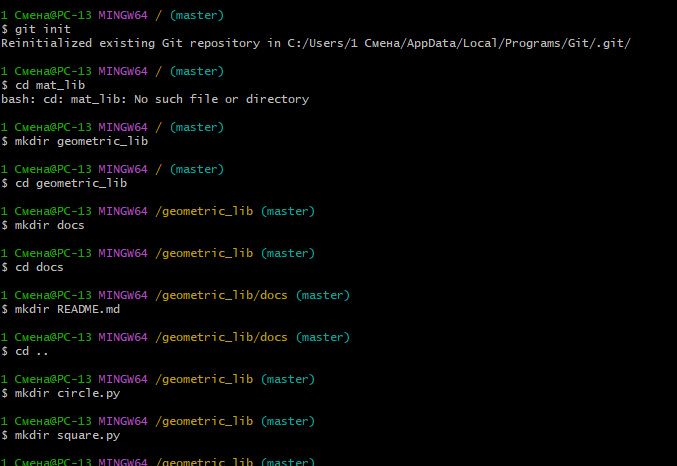 1 Смена@PC-13 MINGW64 / (master)
$ git init
Reinitialized existing Git repository in C:/Users/1 Смена/AppData/Local/Programs/Git/.git/
1 Смена@PC-13 MINGW64 / (master)
$ cd mat_lib
bash: cd: mat_lib: No such file or directory
1 Смена@PC-13 MINGW64 / (master)
$ mkdir geometric_lib
1 Смена@PC-13 MINGW64 / (master)
$ cd geometric_lib
1 Смена@PC-13 MINGW64 /geometric_lib (master)
$ mkdir docs
1 Смена@PC-13 MINGW64 /geometric_lib (master)
$ cd docs
1 Смена@PC-13 MINGW64 /geometric_lib/docs (master)
$ mkdir README.md
1 Смена@PC-13 MINGW64 /geometric_lib/docs (master)
$ cd ..
1 Смена@PC-13 MINGW64 /geometric_lib (master)
$ mkdir circle.py
1 Смена@PC-13 MINGW64 /geometric_lib (master)
$ mkdir square.py
1 Смена@PC-13 MINGW64 /geometric_lib (master)